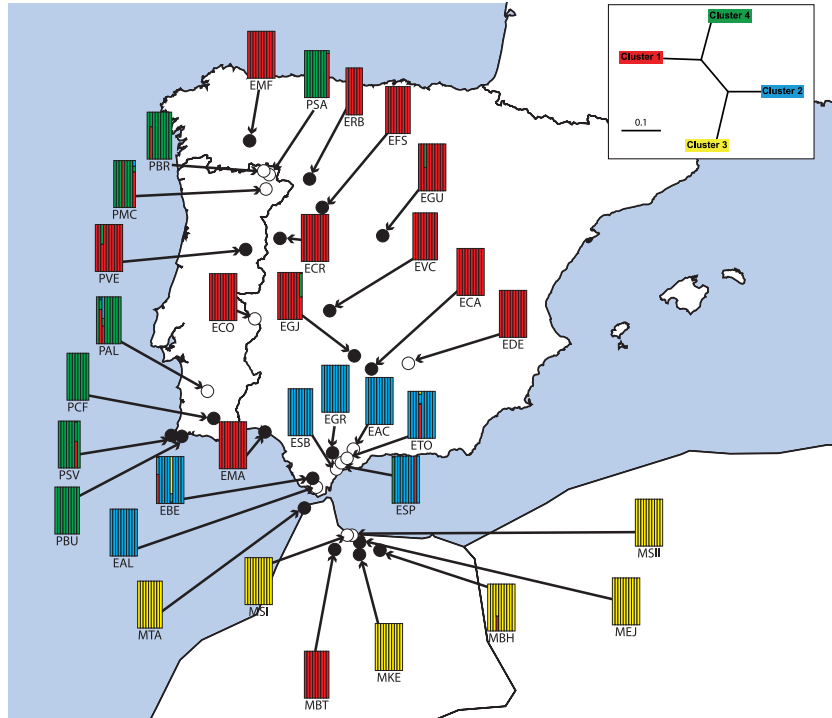 Cluster 4
Cluster 1
Cluster 2
0.1
Cluster 3
EMF
PSA
ERB
EFS
PBR
EGU
PMC
PVE
ECR
EVC
ECA
ECO
EGJ
EDE
PAL
PCF
EGR
EAC
ESB
ETO
PSV
EMA
EBE
ESP
PBU
EAL
MSII
MSI
MTA
MEJ
MBH
MKE
MBT